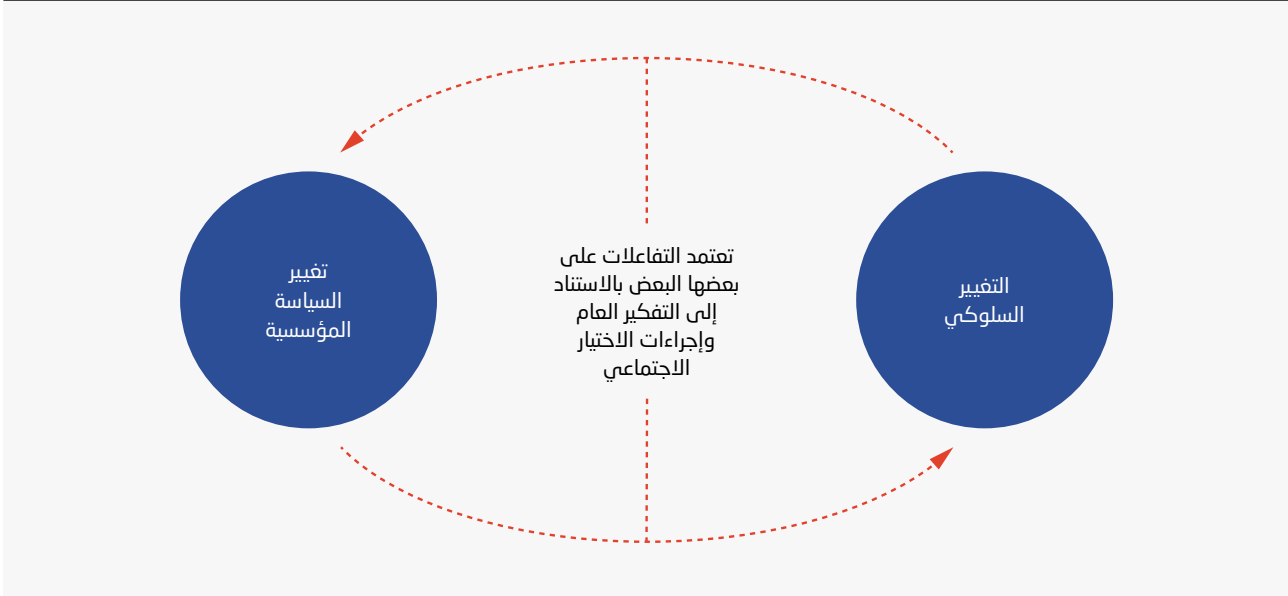 التغيير
السلوكي
تعتمد التفاعلات على
بعضها البعض بالاستناد
إلى التفكير العام
وإجراءات الاختيار
الاجتماعي
تغيير
السياسة
المؤسسية